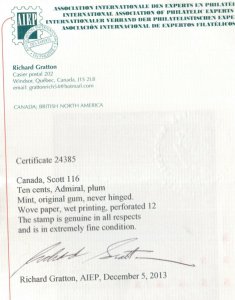 ASSOCIATION INTERNATIONALE DES EXPERTS EN PHILATELIE
INTERNATIONAL ASSOCIATION OF PHILATELIC EXPERTS
INTERNATIONALER VERBAND DER PHILATELISTISCHEN EXPER
ASOCIACIÓN INTERNACIONAL DE EXPERTOS EN FILATELICOS
AIEP
Richard Gratton
Casier postal 202
Windsor, Québec, Canada, J1S 2L8
CANADA; BRITISH NORTH AMERICA
Certificate 24385
Canada, Scott 116
Ten cents, Admiral, plum
Mint, original gum, never hinged.
Wove paper, wet printing, perforated 12
The stamp is genuine in all respects
and is in extremely fine condition.
Richard Gratton, AIEP, December 5, 2013